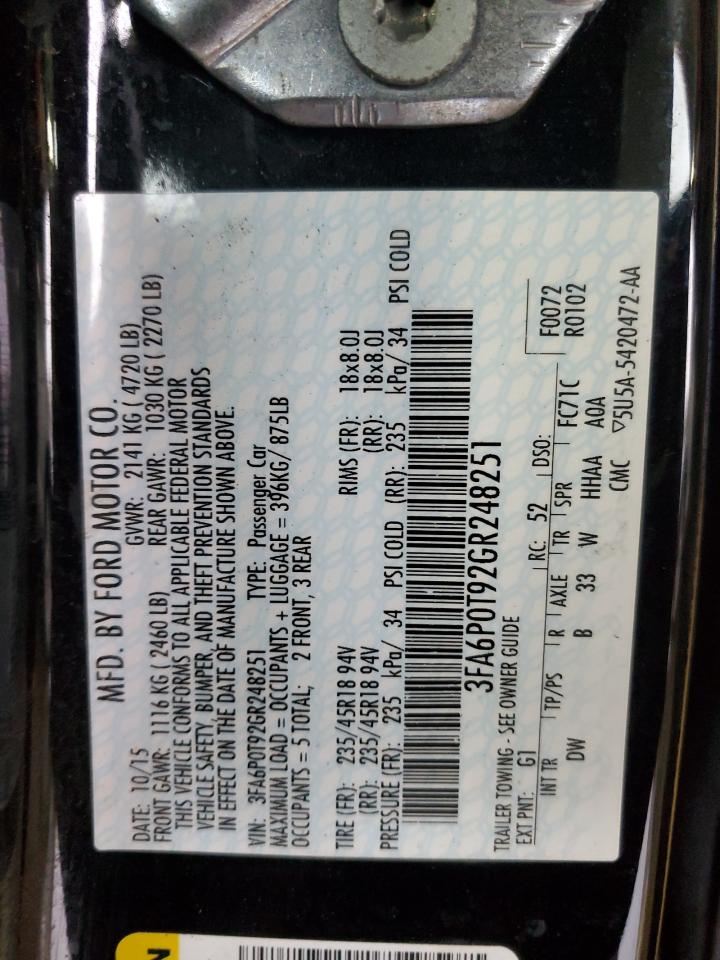 MFD. BY FORD MOTOR CO.
DATE: 10/15 GVWR: 2141 KG ( 4720 LB)
FRONT GAWR: 1116 KG ( 2460 LB) REAR GAWR: 1030 KG ( 2270 LB)
THIS VEHICLE CONFORMS TO ALL APPLICABLE FEDERAL MOTOR
VEHICLE SAFETY, BUMPER, AND THEFT PREVENTION STANDARDS
IN EFFECT ON THE DATE OF MANUFACTURE SHOWN ABOVE.
VIN: 3FA6P0T92GR248251 TYPE: Passenger Car
MAXIMUM LOAD = OCCUPANTS + LUGGAGE = 396KG/ 875LB
OCCUPANTS = 5 TOTAL; 2 FRONT, 3 REAR
TIRE (FR): 235/45R18 94V RIMS (FR): 18x8.0J
(RR): 235/45R18 94V (RR): 18x8.0J
PRESSURE (FR): 235 kPa/ 34 PSI COLD (RR): 235 kPa/ 34 PSI COLD
3FA6P0T92GR248251
TRAILER TOWING - SEE OWNER GUIDE
EXT PNT: G1 RC: 52 DSO: F0072
R0102
INT TR TP/PS R AXLE TR SPR FC71C
DW B 33 W HHAA AQA
CMC ▽5U5A-5420472-AA
N